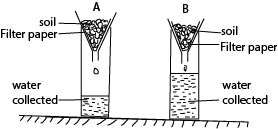 A
B
soil
Filter paper
soil
Filter paper
water
collected
water
collected